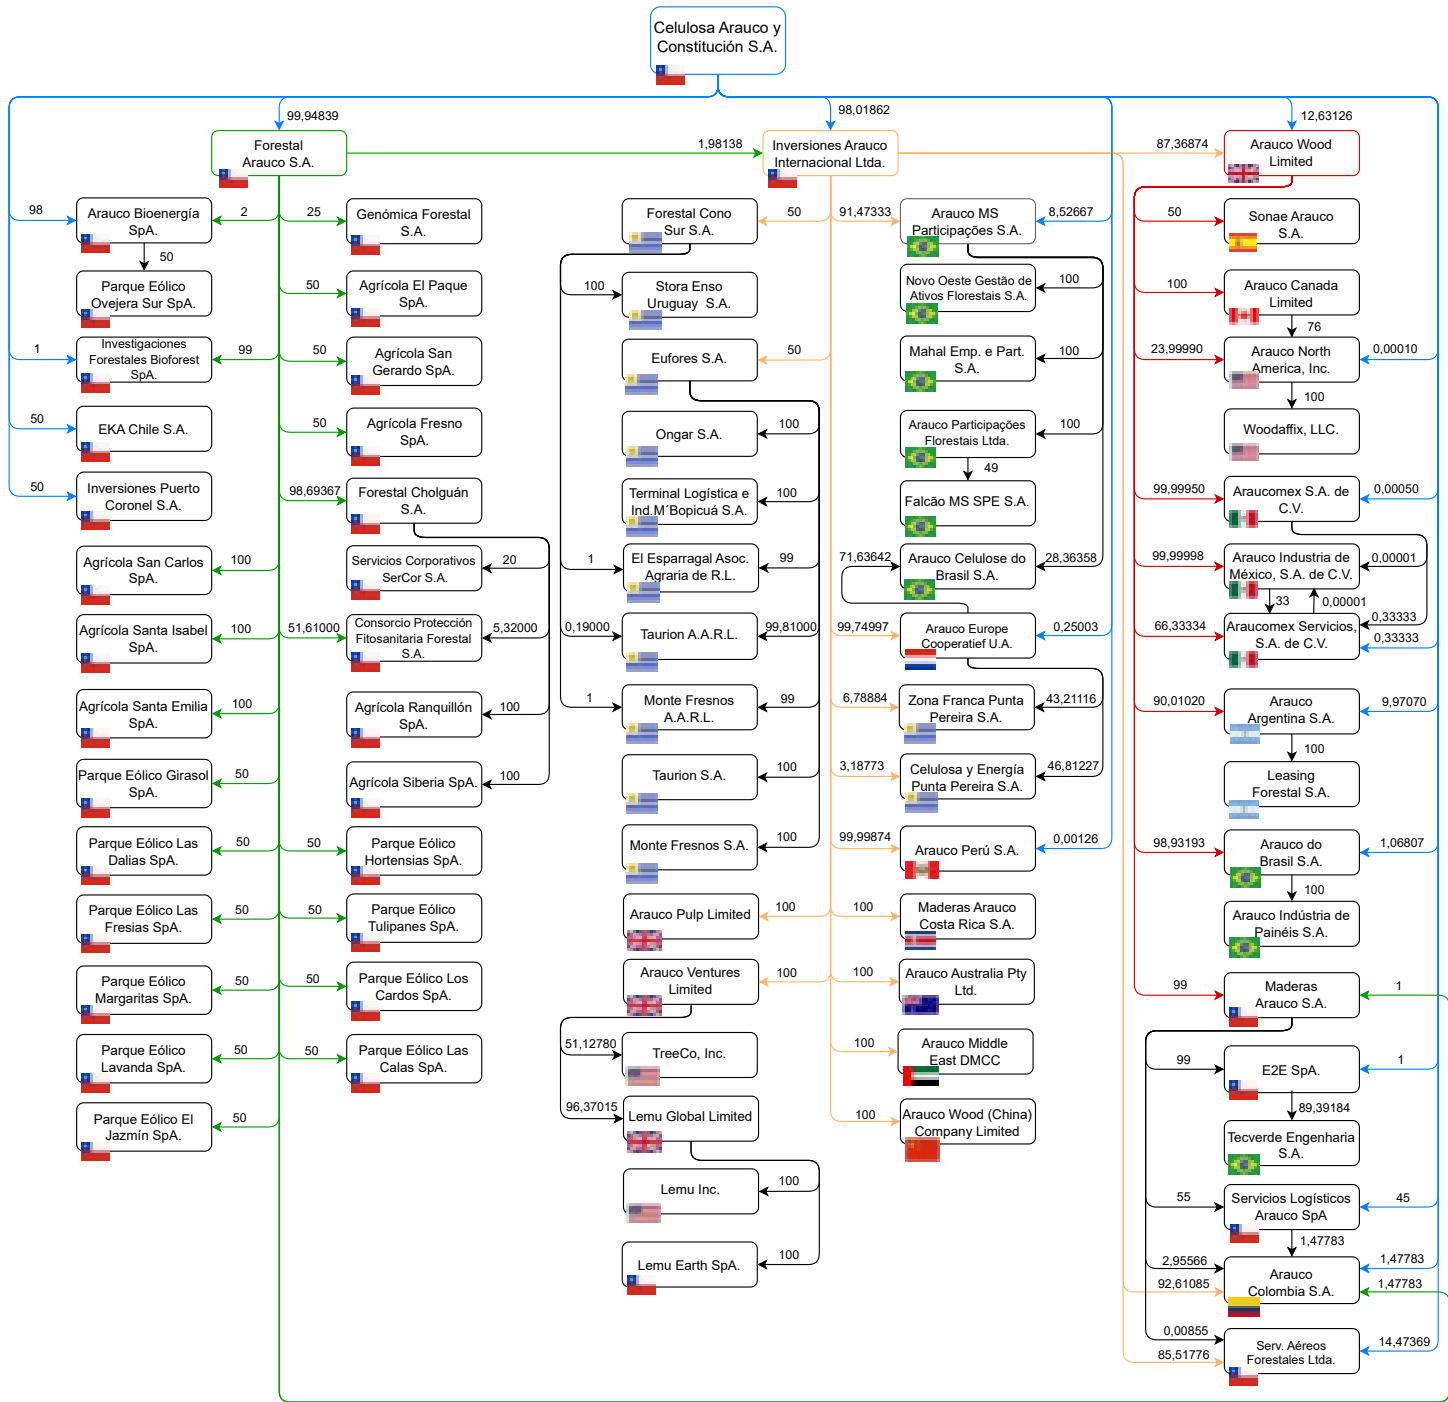 Celulosa Arauco y
Constitución S.A.
99,94839
98,01862
12,63126
Forestal
Arauco S.A.
1,98138
Inversiones Arauco
Internacional Ltda.
87,36874
Arauco Wood
Limited
98
Arauco Bioenergía
SpA.
2
25
Genómica Forestal
S.A.
Forestal Cono
Sur S.A.
50
91,47333
Arauco MS
Participações S.A.
8,52667
50
Sonae Arauco
S.A.
50
Parque Eólico
Ovejera Sur SpA.
50
Agrícola El Paque
SpA.
100
Stora Enso
Uruguay S.A.
Novo Oeste Gestão de
Ativos Florestais S.A.
100
100
Arauco Canada
Limited
76
1
Investigaciones
Forestales Bioforest
SpA.
99
50
Agrícola San
Gerardo SpA.
Eufores S.A.
50
Mahal Emp. e Part.
S.A.
100
23,99990
Arauco North
America, Inc.
0,00010
100
50
EKA Chile S.A.
50
Agrícola Fresno
SpA.
Ongar S.A.
100
Arauco Participações
Florestais Ltda.
100
Woodaffix, LLC.
49
50
Inversiones Puerto
Coronel S.A.
98,69367
Forestal Cholguán
S.A.
Terminal Logística e
Ind.M´Bopicuá S.A.
100
Falcão MS SPE S.A.
99,99950
Araucomex S.A. de
C.V.
0,00050
Agrícola San Carlos
SpA.
100
Servicios Corporativos
SerCor S.A.
20
1
El Esparragal Asoc.
Agraria de R.L.
99
71,63642
Arauco Celulose do
Brasil S.A.
28,36358
99,99998
Arauco Industria de
México, S.A. de C.V.
0,00001
33
0,00001
Agrícola Santa Isabel
SpA.
100
51,61000
Consorcio Protección
Fitosanitaria Forestal
S.A.
5,32000
0,19000
Taurion A.A.R.L.
99,81000
99,74997
Arauco Europe
Cooperatief U.A.
0,25003
66,33334
Araucomex Servicios,
S.A. de C.V.
0,33333
0,33333
Agrícola Santa Emilia
SpA.
100
Agrícola Ranquillón
SpA.
100
1
Monte Fresnos
A.A.R.L.
99
6,78884
Zona Franca Punta
Pereira S.A.
43,21116
90,01020
Arauco
Argentina S.A.
9,97070
100
Parque Eólico Girasol
SpA.
50
Agrícola Siberia SpA.
100
Taurion S.A.
100
3,18773
Celulosa y Energía
Punta Pereira S.A.
46,81227
Leasing
Forestal S.A.
Parque Eólico Las
Dalias SpA.
50
50
Parque Eólico
Hortensias SpA.
Monte Fresnos S.A.
100
99,99874
Arauco Perú S.A.
0,00126
98,93193
Arauco do
Brasil S.A.
1,06807
100
Parque Eólico Las
Fresias SpA.
50
50
Parque Eólico
Tulipanes SpA.
Arauco Pulp Limited
100
100
Maderas Arauco
Costa Rica S.A.
Arauco Indústria de
Painéis S.A.
Parque Eólico
Margaritas SpA.
50
50
Parque Eólico Los
Cardos SpA.
Arauco Ventures
Limited
100
100
Arauco Australia Pty
Ltd.
99
Maderas
Arauco S.A.
1
Parque Eólico
Lavanda SpA.
50
50
Parque Eólico Las
Calas SpA.
51,12780
TreeCo, Inc.
100
Arauco Middle
East DMCC
99
E2E SpA.
1
89,39184
Parque Eólico El
Jazmín SpA.
50
96,37015
Lemu Global Limited
100
Arauco Wood (China)
Company Limited
Tecverde Engenharia
S.A.
Lemu Inc.
100
55
Servicios Logísticos
Arauco SpA
45
1,47783
Lemu Earth SpA.
100
2,95566
92,61085
Arauco
Colombia S.A.
1,47783
1,47783
0,00855
85,51776
Serv. Aéreos
Forestales Ltda.
14,47369